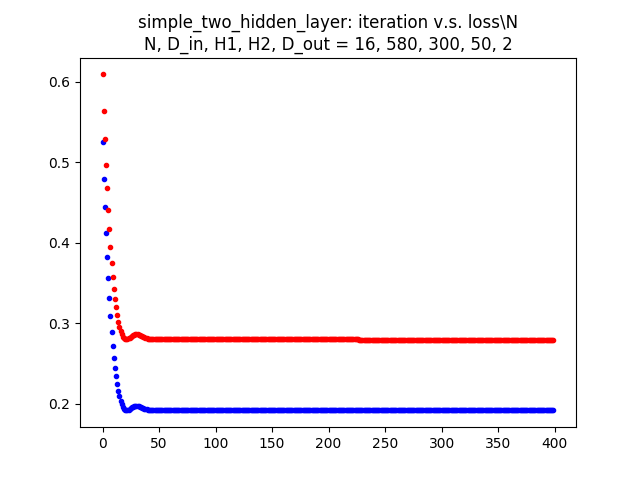 simple_two_hidden_layer: iteration v.s. loss\N
N, D_in, H1, H2, D_out = 16, 580, 300, 50, 2
0.6
0.5
0.4
0.3
0.2
0 50 100 150 200 250 300 350 400